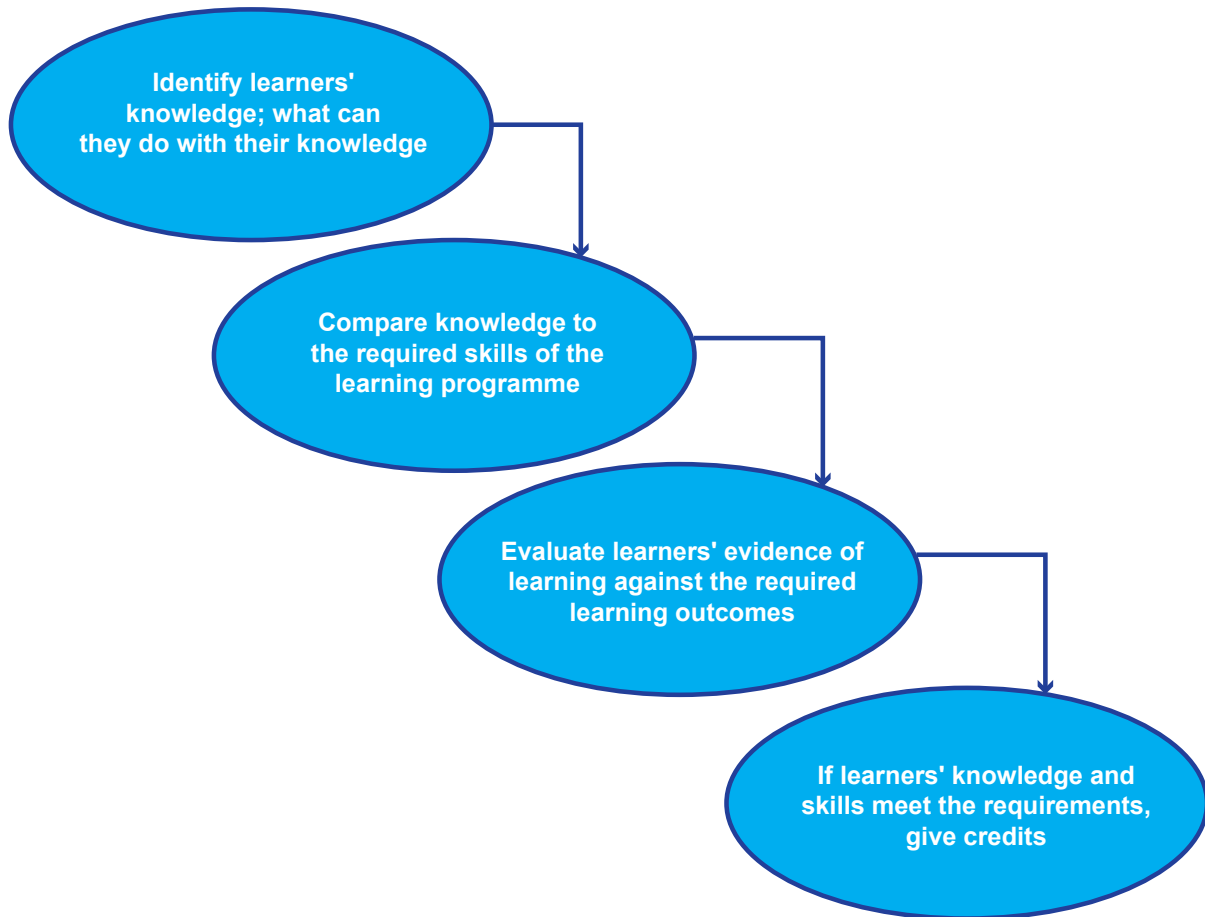 Identify learners'
knowledge; what can
they do with their knowledge
Compare knowledge to
the required skills of the
learning programme
Evaluate learners' evidence of
learning against the required
learning outcomes
If learners' knowledge and
skills meet the requirements,
give credits